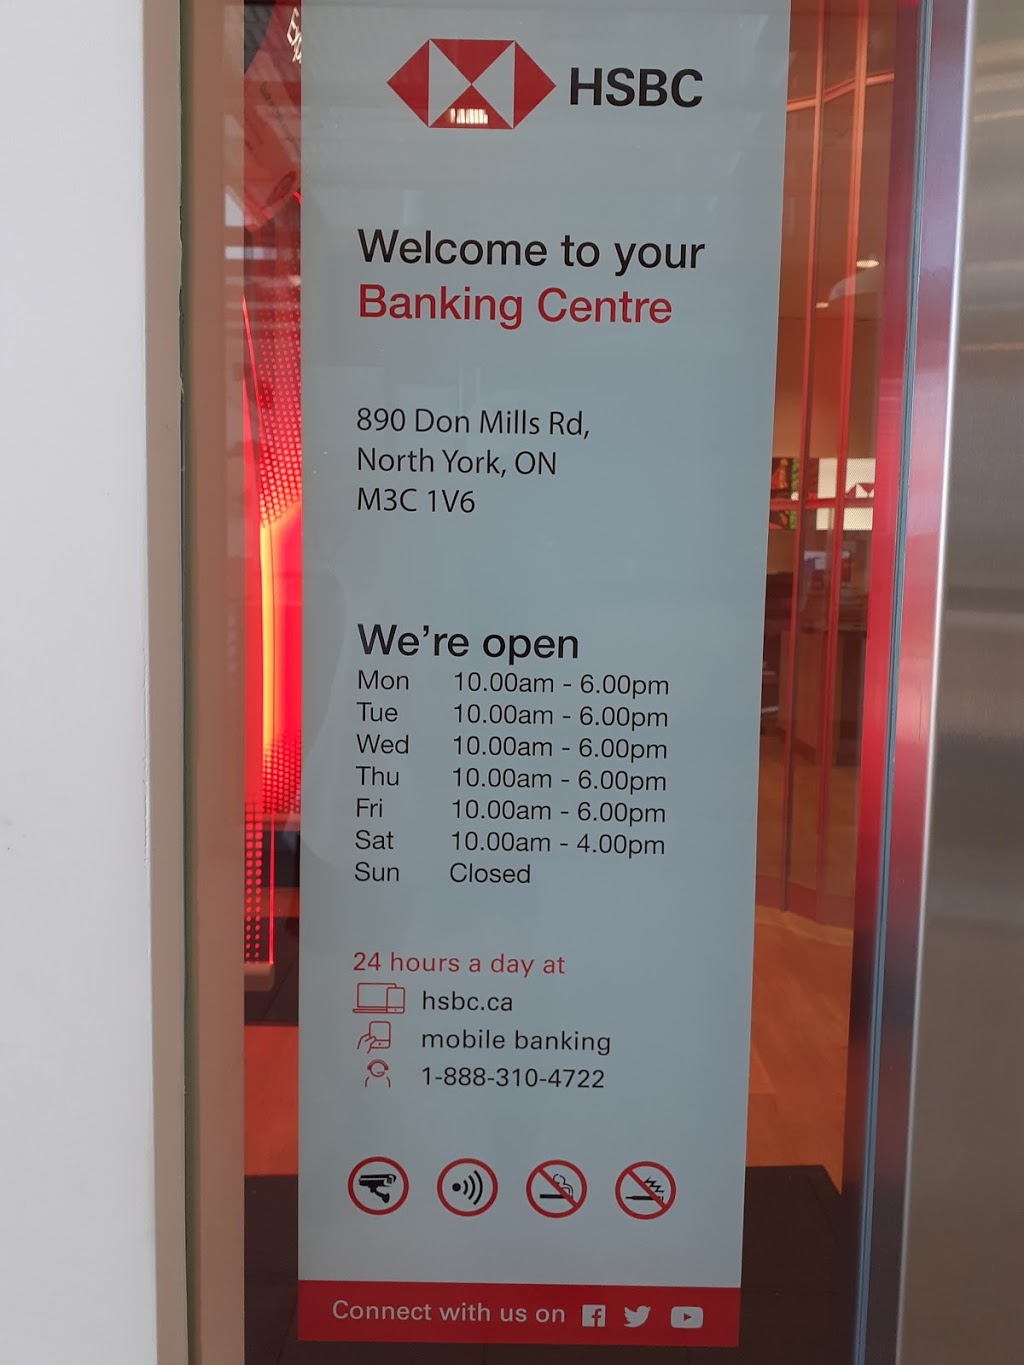 HSBC
Welcome to your
Banking Centre
890 Don Mills Rd,
North York, ON
M3C 1V6
We're open
Mon 10.00am - 6.00pm
Tue 10.00am - 6.00pm
Wed 10.00am - 6.00pm
Thu 10.00am - 6.00pm
Fri 10.00am - 6.00pm
Sat 10.00am - 4.00pm
Sun Closed
24 hours a day at
hsbc.ca
mobile banking
1-888-310-4722
Connect with us on